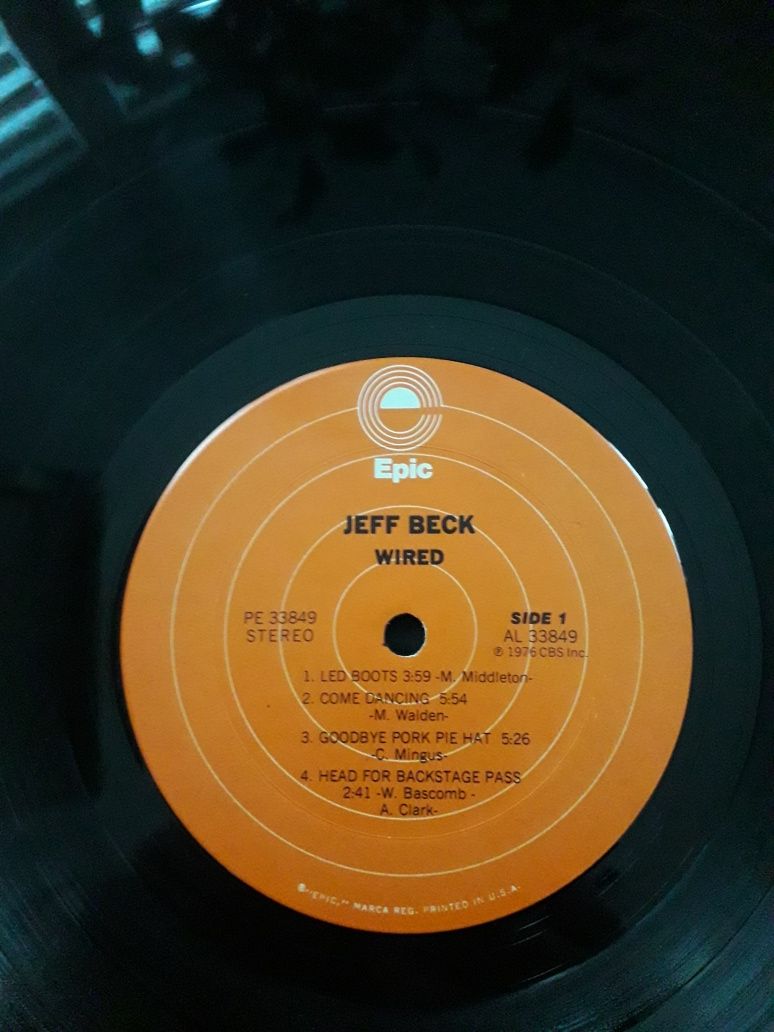 Epic
JEFF BECK
WIRED
PE 33849
STEREO
SIDE 1
AL 33849
℗ 1976 CBS Inc.
1. LED BOOTS 3:59 -M. Middleton-
2. COME DANCING 5:54
-M. Walden-
3. GOODBYE PORK PIE HAT 5:26
-C. Mingus-
4. HEAD FOR BACKSTAGE PASS
2:41 -W. Bascomb -
A. Clark-
®"EPIC," MARCA REG. PRINTED IN U.S.A.